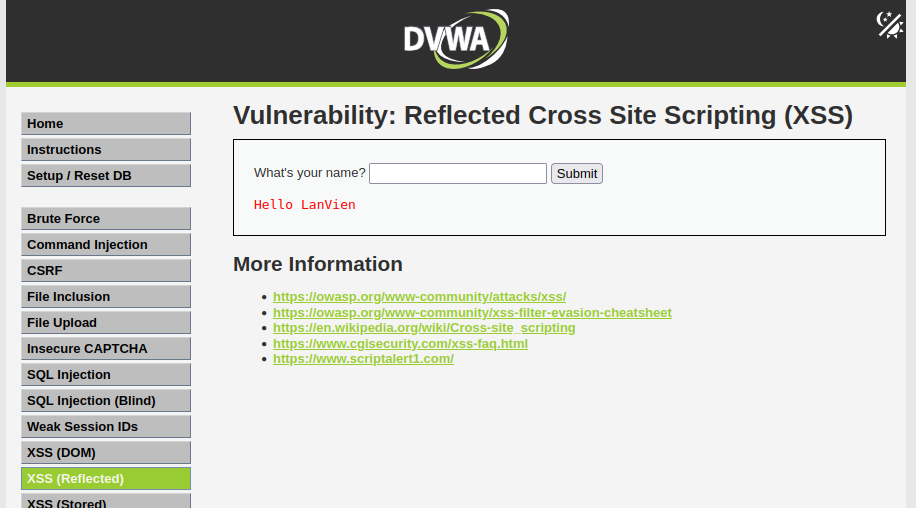 DVWA
Vulnerability: Reflected Cross Site Scripting (XSS)
Home
Instructions
Setup / Reset DB
Brute Force
Command Injection
CSRF
File Inclusion
File Upload
Insecure CAPTCHA
SQL Injection
SQL Injection (Blind)
Weak Session IDs
XSS (DOM)
XSS (Reflected)
XSS (Stored)
What's your name? Submit
Hello LanVien
More Information
https://owasp.org/www-community/attacks/xss/
https://owasp.org/www-community/xss-filter-evasion-cheatsheet
https://en.wikipedia.org/wiki/Cross-site_scripting
https://www.cgisecurity.com/xss-faq.html
https://www.scriptalert1.com/